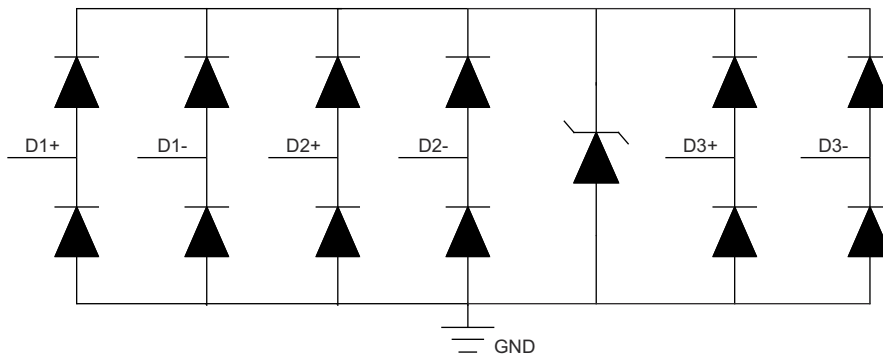 D1+
D1-
D2+
D2-
D3+
D3-
GND